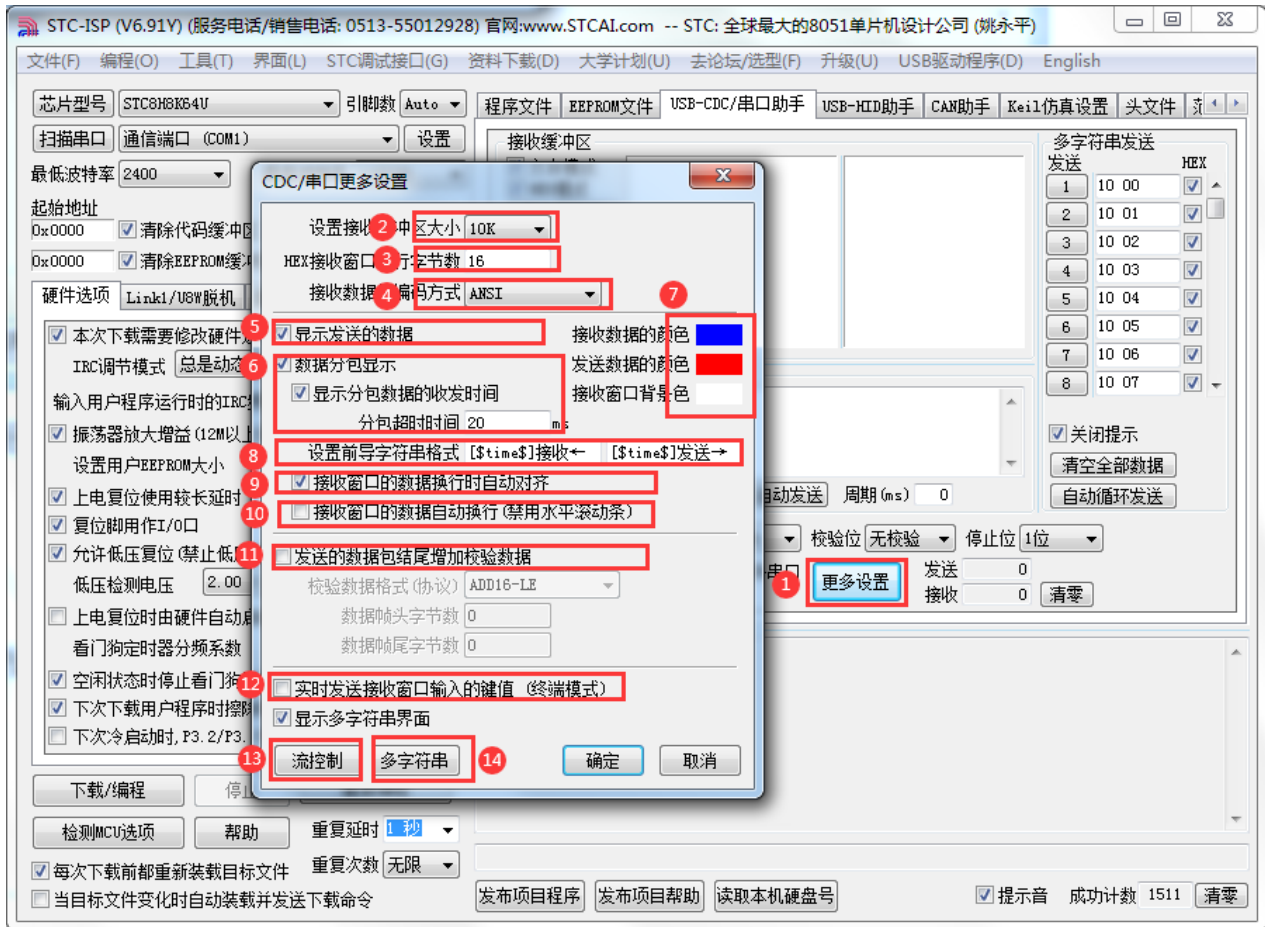 STC-ISP (V6.91Y) (服务电话/销售电话: 0513-55012928) 官网:www.STCAI.com -- STC: 全球最大的8051单片机设计公司 (姚永平)
文件(F) 编程(O) 工具(T) 界面(L) STC调试接口(G) 资料下载(D) 大学计划(U) 去论坛/选型(F) 升级(U) USB驱动程序(D) English
芯片型号 STC8H8K64U 引脚数 Auto
扫描串口 通信端口 (COM1) 设置
最低波特率 2400
起始地址
0x0000 清除代码缓冲区
0x0000 清除EEPROM缓冲
硬件选项 Link1/U8W脱机
本次下载需要修改硬件选
IRC调节模式 总是动态
输入用户程序运行时的IRC
振荡器放大增益(12M以上
设置用户EEPROM大小
上电复位使用较长延时
复位脚用作I/O口
允许低压复位(禁止低
低压检测电压 2.00
上电复位时由硬件自动启
看门狗定时器分频系数
空闲状态时停止看门狗
下次下载用户程序时擦除
下次冷启动时,P3.2/P3.
下载/编程 停止
检测MCU选项 帮助 重复延时 1 秒
每次下载前都重新装载目标文件 重复次数 无限
当目标文件变化时自动装载并发送下载命令
程序文件 EEPROM文件 USB-CDC/串口助手 USB-HID助手 CAN助手 Keil仿真设置 头文件 范
接收缓冲区
多字符串发送
发送 HEX
1 10 00
2 10 01
3 10 02
4 10 03
5 10 04
6 10 05
7 10 06
8 10 07
关闭提示
清空全部数据
自动发送 周期(ms) 0 自动循环发送
校验位 无校验 停止位 1位
串口 1 更多设置 发送 0
接收 0 清零
发布项目程序 发布项目帮助 读取本机硬盘号 提示音 成功计数 1511 清零
CDC/串口更多设置
设置接收 2 冲区大小 10K
HEX接收窗口 3 行字节数 16
接收数据 4 编码方式 ANSI 7
5 显示发送的数据 接收数据的颜色
6 数据分包显示 发送数据的颜色
显示分包数据的收发时间 接收窗口背景色
分包超时时间 20 ms
8 设置前导字符串格式 [$time$]接收← [$time$]发送→
9 接收窗口的数据换行时自动对齐
10 接收窗口的数据自动换行(禁用水平滚动条)
11 发送的数据包结尾增加校验数据
校验数据格式(协议) ADD16-LE
数据帧头字节数 0
数据帧尾字节数 0
12 实时发送接收窗口输入的键值 (终端模式)
显示多字符串界面
13 流控制 多字符串 14 确定 取消